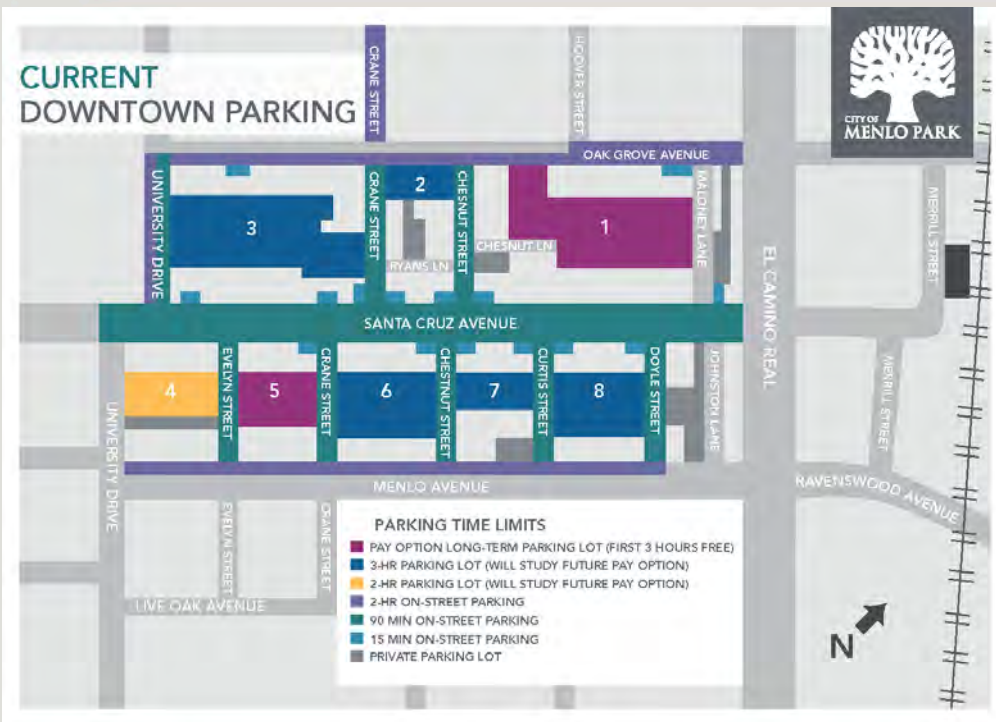 CURRENT
DOWNTOWN PARKING
CRANE STREET
HOOVER STREET
CITY OF
MENLO PARK
OAK GROVE AVENUE
UNIVERSITY DRIVE
3
CRANE STREET
2
CHESNUT STREET
RYANS LN
CHESNUT LN
1
MALONEY LANE
EL CAMINO REAL
MERRILL STREET
SANTA CRUZ AVENUE
UNIVERSITY DRIVE
4
EVELYN STREET
5
CRANE STREET
6
CHESTNUT STREET
7
CURTIS STREET
8
DOYLE STREET
JOHNSTON LANE
MERRILL STREET
MENLO AVENUE
RAVENSWOOD AVENUE
EVELYN STREET
CRANE STREET
LIVE OAK AVENUE
PARKING TIME LIMITS
PAY OPTION LONG-TERM PARKING LOT (FIRST 3 HOURS FREE)
3-HR PARKING LOT (WILL STUDY FUTURE PAY OPTION)
2-HR PARKING LOT (WILL STUDY FUTURE PAY OPTION)
2-HR ON-STREET PARKING
90 MIN ON-STREET PARKING
15 MIN ON-STREET PARKING
PRIVATE PARKING LOT
N